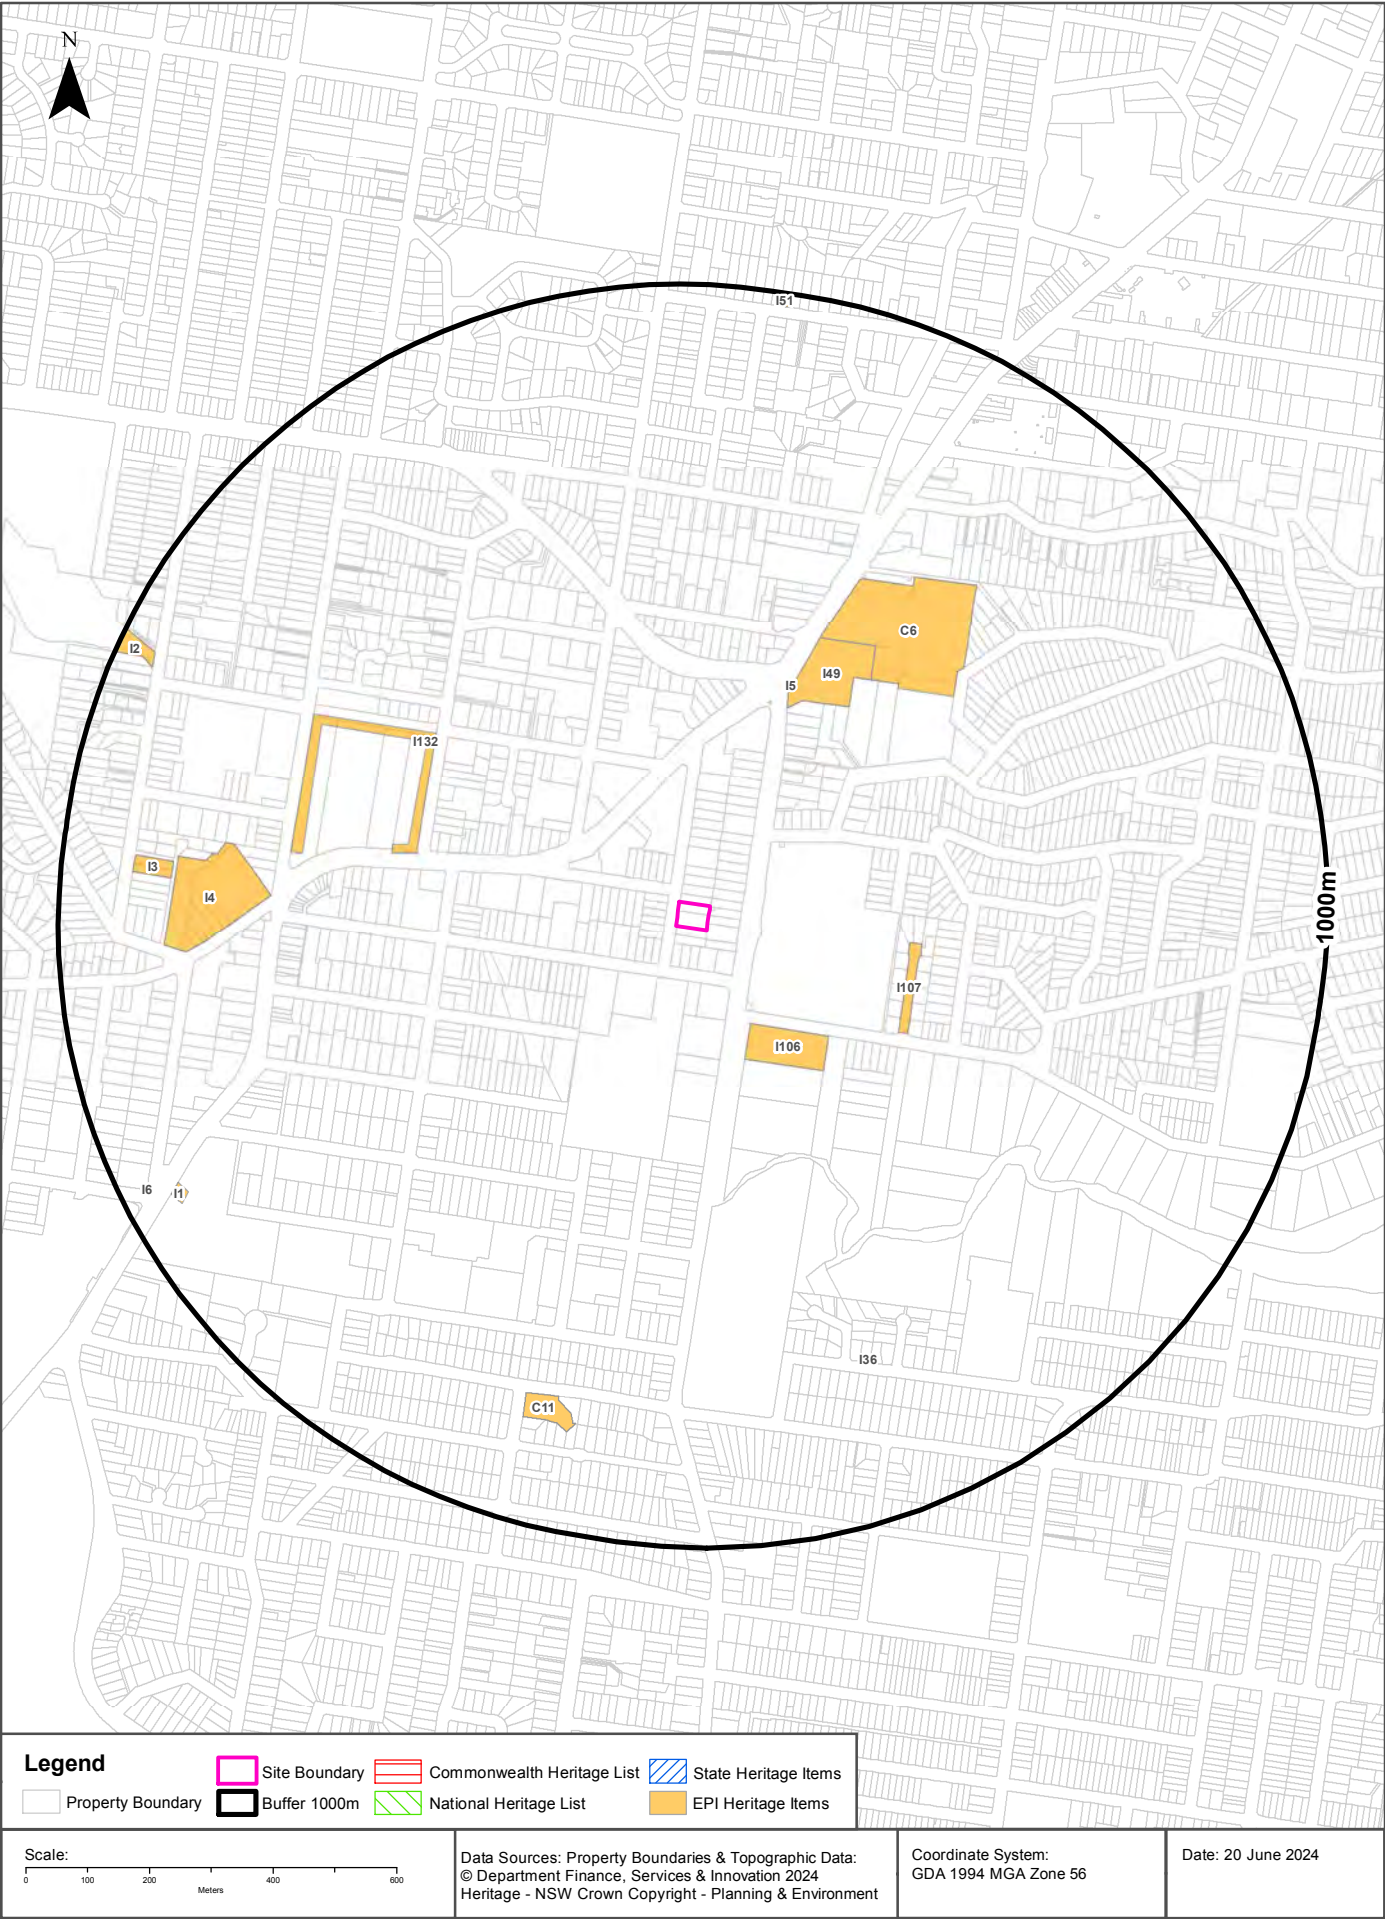 N
I51
C6
I2
I49
I5
I132
I3
I4
1000m
I107
I106
I6
I1
I36
C11
Legend
Site Boundary
Commonwealth Heritage List
State Heritage Items
Property Boundary
Buffer 1000m
National Heritage List
EPI Heritage Items
Scale:
0 100 200 400 600
Meters
Data Sources: Property Boundaries & Topographic Data:
© Department Finance, Services & Innovation 2024
Heritage - NSW Crown Copyright - Planning & Environment
Coordinate System:
GDA 1994 MGA Zone 56
Date: 20 June 2024